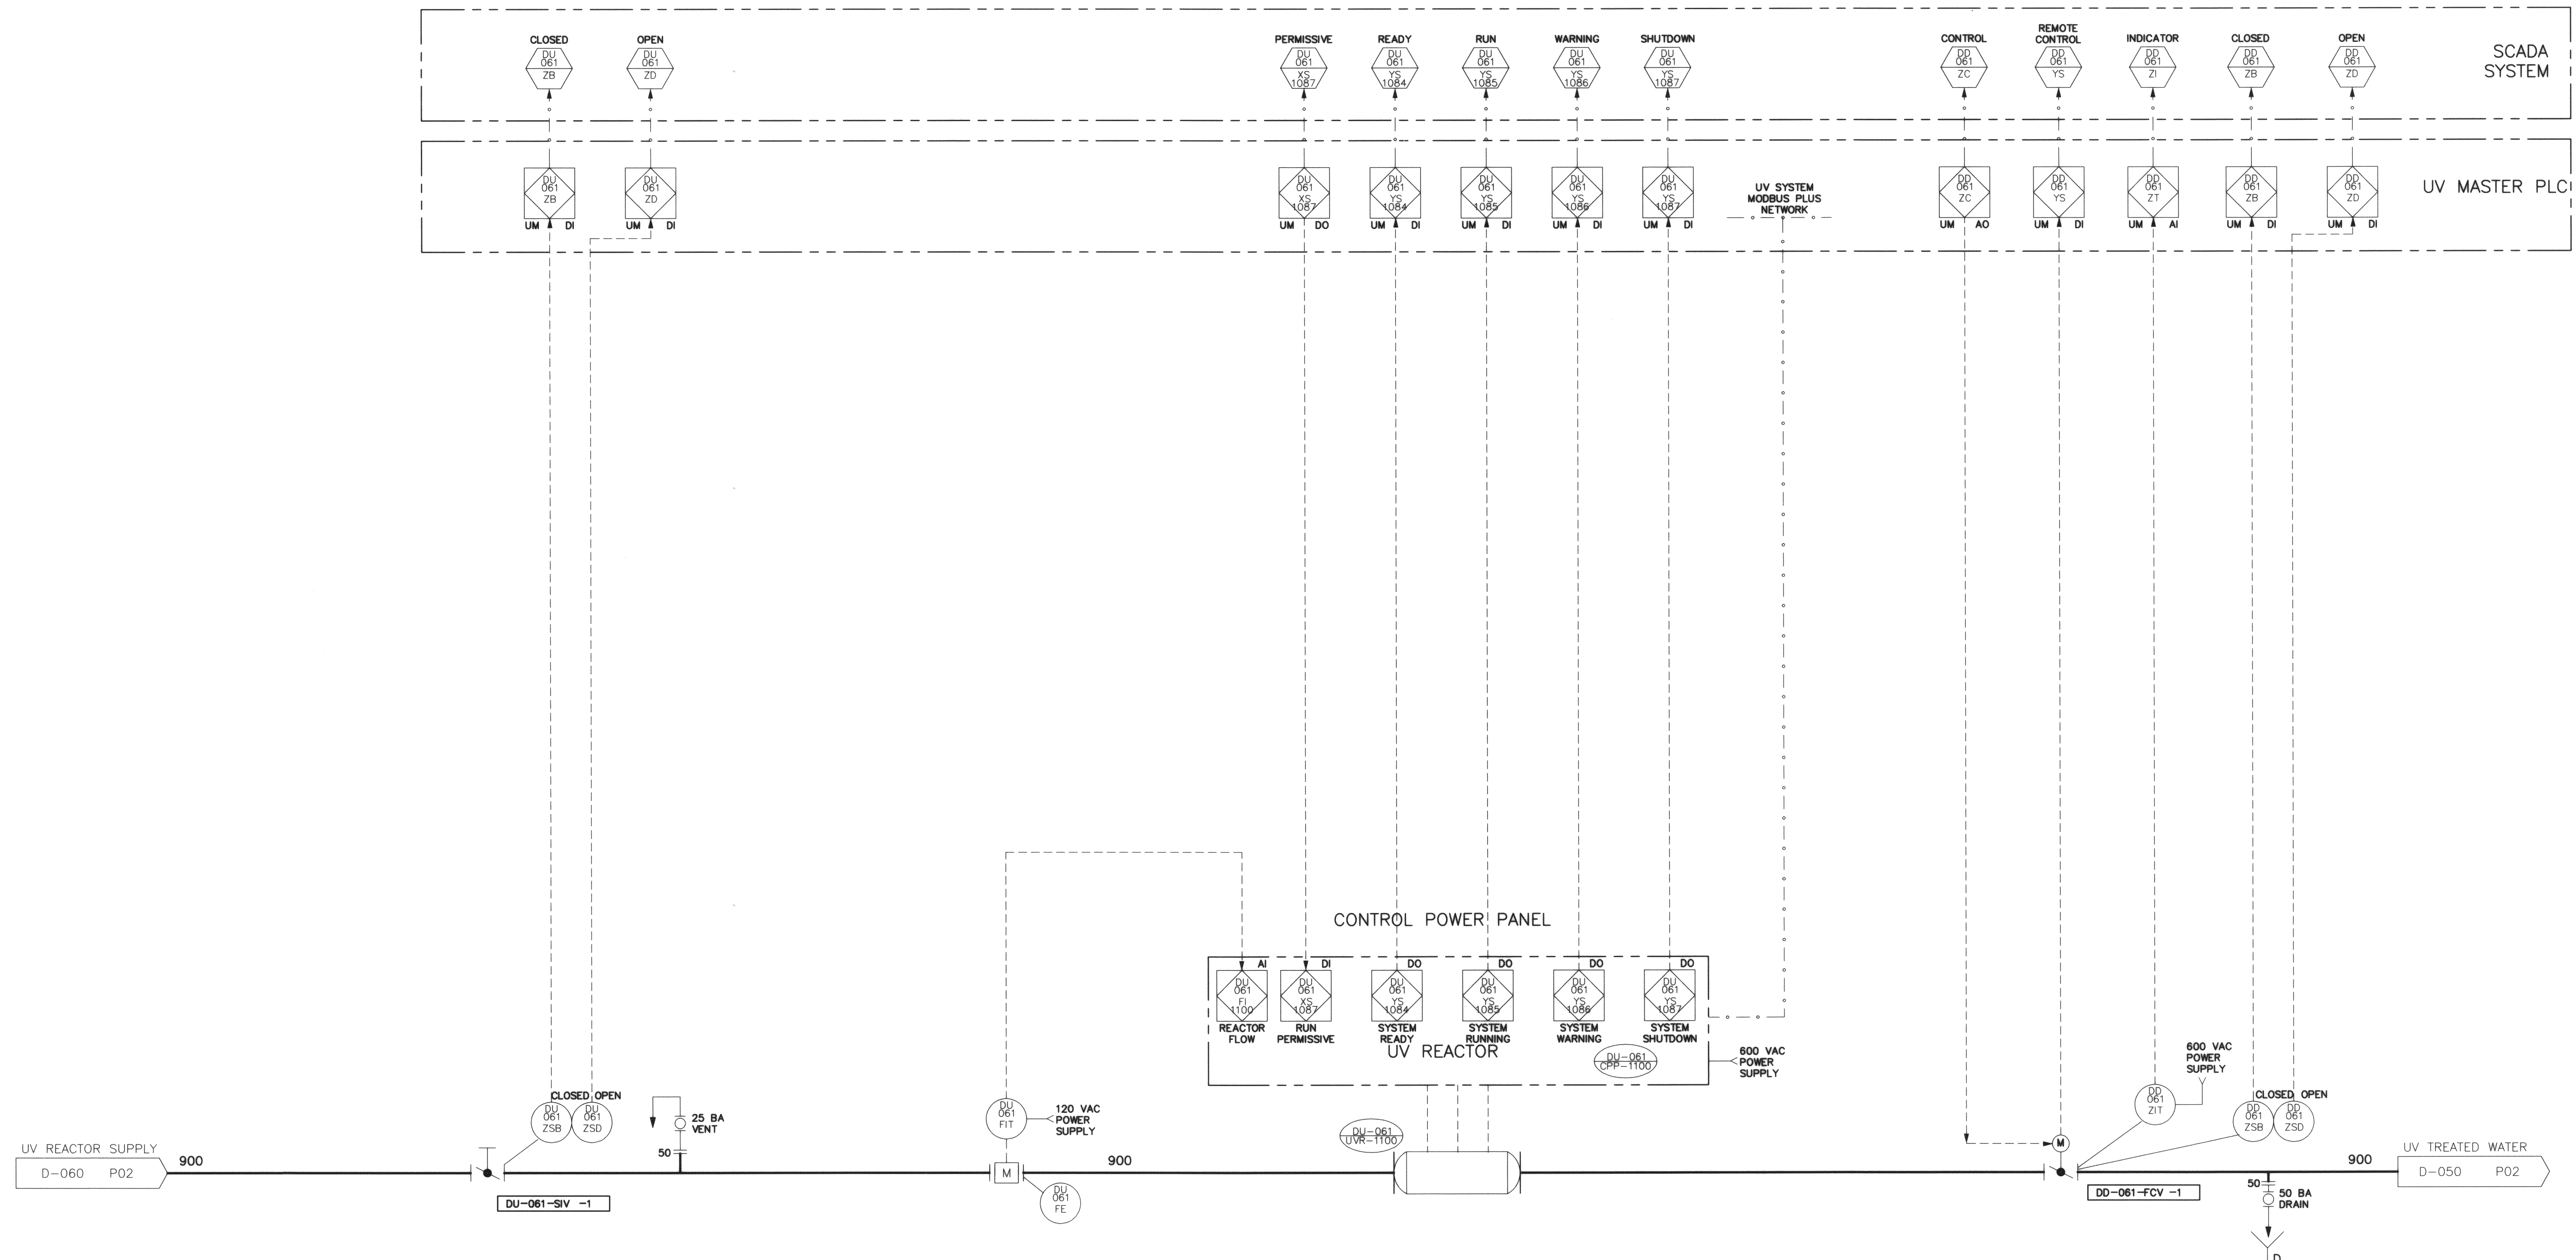 CLOSED
OPEN
PERMISSIVE
READY
RUN
WARNING
SHUTDOWN
CONTROL
REMOTE
CONTROL
INDICATOR
CLOSED
OPEN
SCADA
SYSTEM
DU
061
ZB
DU
061
ZD
DU
061
XS
1087
DU
061
YS
1084
DU
061
YS
1085
DU
061
YS
1086
DU
061
YS
1087
DD
061
ZC
DD
061
YS
DD
061
ZI
DD
061
ZB
DD
061
ZD
UV MASTER PLC
DU
061
ZB
UM DI
DU
061
ZD
UM DI
DU
061
XS
1087
UM DO
DU
061
YS
1084
UM DI
DU
061
YS
1085
UM DI
DU
061
YS
1086
UM DI
DU
061
YS
1087
UM DI
UV SYSTEM
MODBUS PLUS
NETWORK
DD
061
ZC
UM AO
DD
061
YS
UM DI
DD
061
ZT
UM AI
DD
061
ZB
UM DI
DD
061
ZD
UM DI
CONTROL POWER PANEL
AI
DU
061
FI
1100
REACTOR
FLOW
DI
DU
061
XS
1087
RUN
PERMISSIVE
DO
DU
061
YS
1084
SYSTEM
READY
DO
DU
061
YS
1085
SYSTEM
RUNNING
DO
DU
061
YS
1086
SYSTEM
WARNING
DO
DU
061
YS
1087
SYSTEM
SHUTDOWN
UV REACTOR
DU-061
CPP-1100
600 VAC
POWER
SUPPLY
600 VAC
POWER
SUPPLY
CLOSED OPEN
DU
061
ZSB
DU
061
ZSD
25 BA
VENT
50
DU
061
FIT
120 VAC
POWER
SUPPLY
DU-061
UVR-1100
DD
061
ZIT
CLOSED OPEN
DD
061
ZSB
DD
061
ZSD
M
UV REACTOR SUPPLY
D-060 P02
900
DU-061-SIV -1
M
DU
061
FE
900
DD-061-FCV -1
50
50 BA
DRAIN
D
900
UV TREATED WATER
D-050 P02